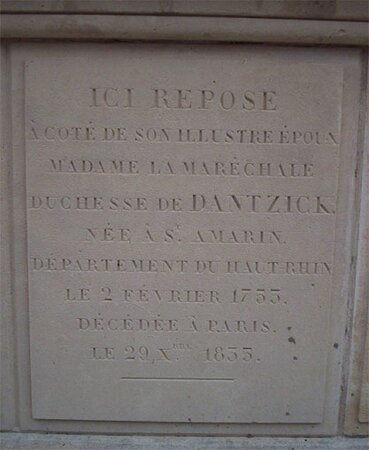 ICI REPOSE
À COTÉ DE SON ILLUSTRE ÉPOUX
MADAME LA MARÉCHALE
DUCHESSE DE DANTZICK,
NÉE À S.T AMARIN,
DÉPARTEMENT DU HAUT-RHIN
LE 2 FÉVRIER 1753.
DÉCÉDÉE À PARIS,
LE 29 X.BRE 1835.